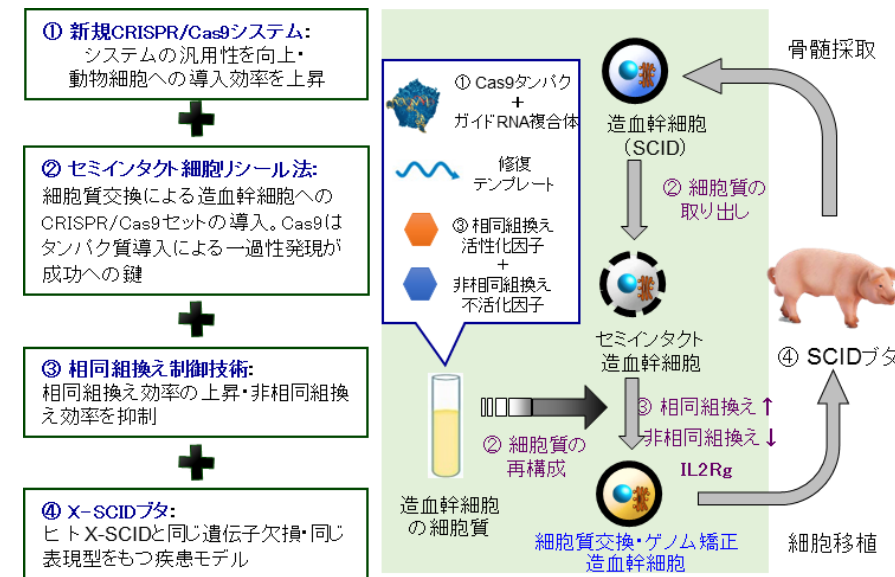 ① 新規CRISPR/Cas9システム:
システムの汎用性を向上・
動物細胞への導入効率を上昇
② セミインタクト細胞リシール法:
細胞質交換による造血幹細胞への
CRISPR/Cas9セットの導入。Cas9は
タンパク質導入による一過性発現が
成功への鍵
③ 相同組換え制御技術:
相同組換え効率の上昇・非相同組換
え効率を抑制
④ X-SCIDブタ:
ヒトX-SCIDと同じ遺伝子欠損・同じ
表現型をもつ疾患モデル
① Cas9タンパク
+
ガイドRNA複合体
修復
テンプレート
③ 相同組換え
活性化因子
+
非相同組換え
不活化因子
造血幹細胞
の細胞質
② 細胞質の
再構成
造血幹細胞
(SCID)
② 細胞質の
取り出し
セミインタクト
造血幹細胞
③ 相同組換え↑
非相同組換え↓
IL2Rg
細胞質交換・ゲノム矯正
造血幹細胞
骨髄採取
④ SCIDブタ
細胞移植